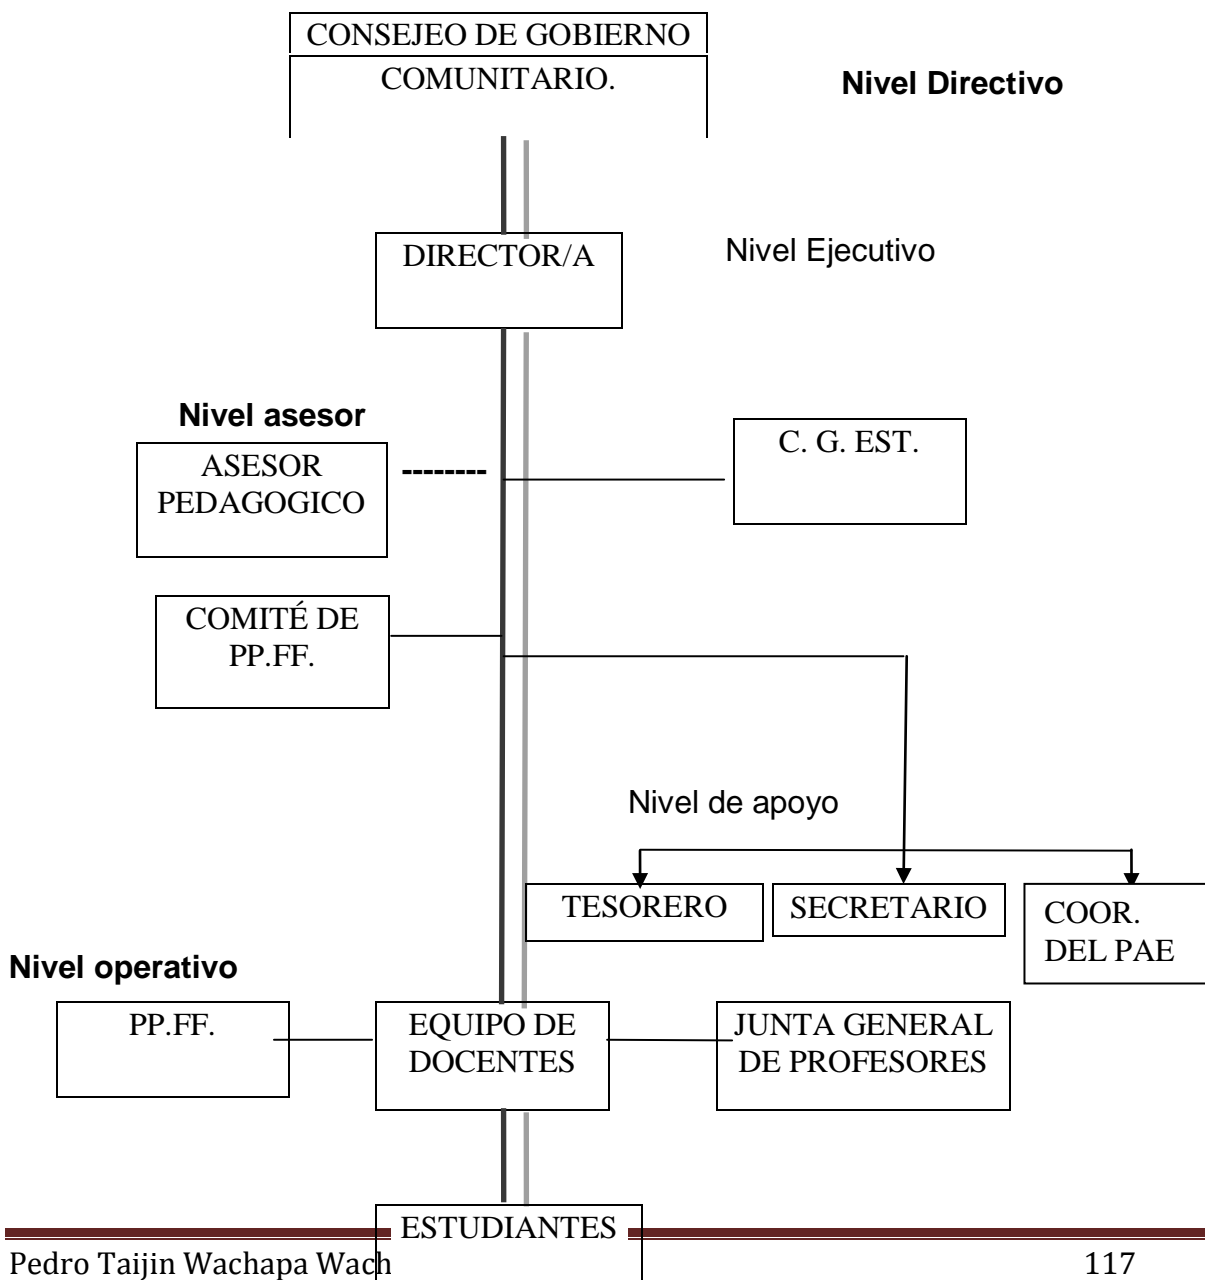 CONSEJEO DE GOBIERNO
COMUNITARIO.
Nivel Directivo
DIRECTOR/A
Nivel Ejecutivo
Nivel asesor
ASESOR
PEDAGOGICO
--------
C. G. EST.
COMITÉ DE
PP.FF.
Nivel de apoyo
TESORERO
SECRETARIO
COOR.
DEL PAE
Nivel operativo
PP.FF.
EQUIPO DE
DOCENTES
JUNTA GENERAL
DE PROFESORES
ESTUDIANTES
Pedro Taijin Wachapa Wach
117